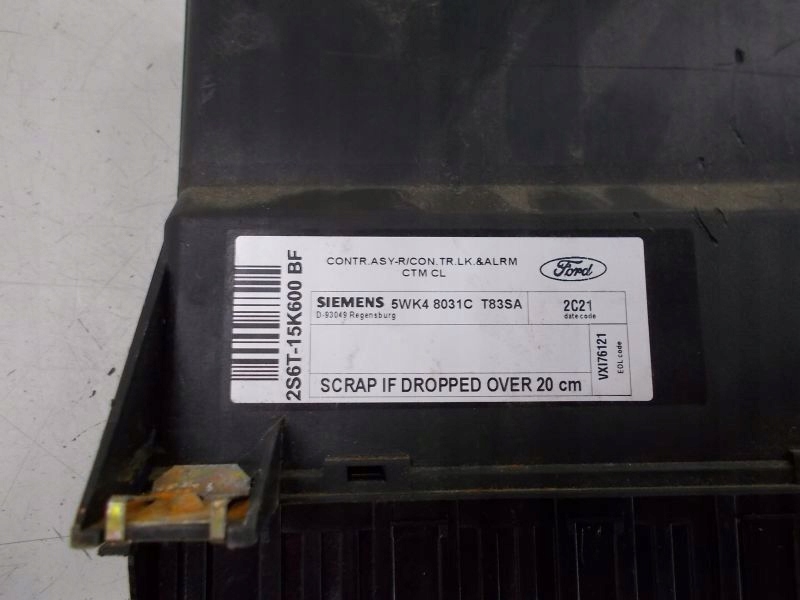 2S6T-15K600 BF
CONTR.ASY-R/CON.TR.LK.&ALRM
CTM CL
Ford
SIEMENS 5WK4 8031C T83SA
D-93049 Regensburg
2C21
date code
VXI76121
EOL code
SCRAP IF DROPPED OVER 20 cm